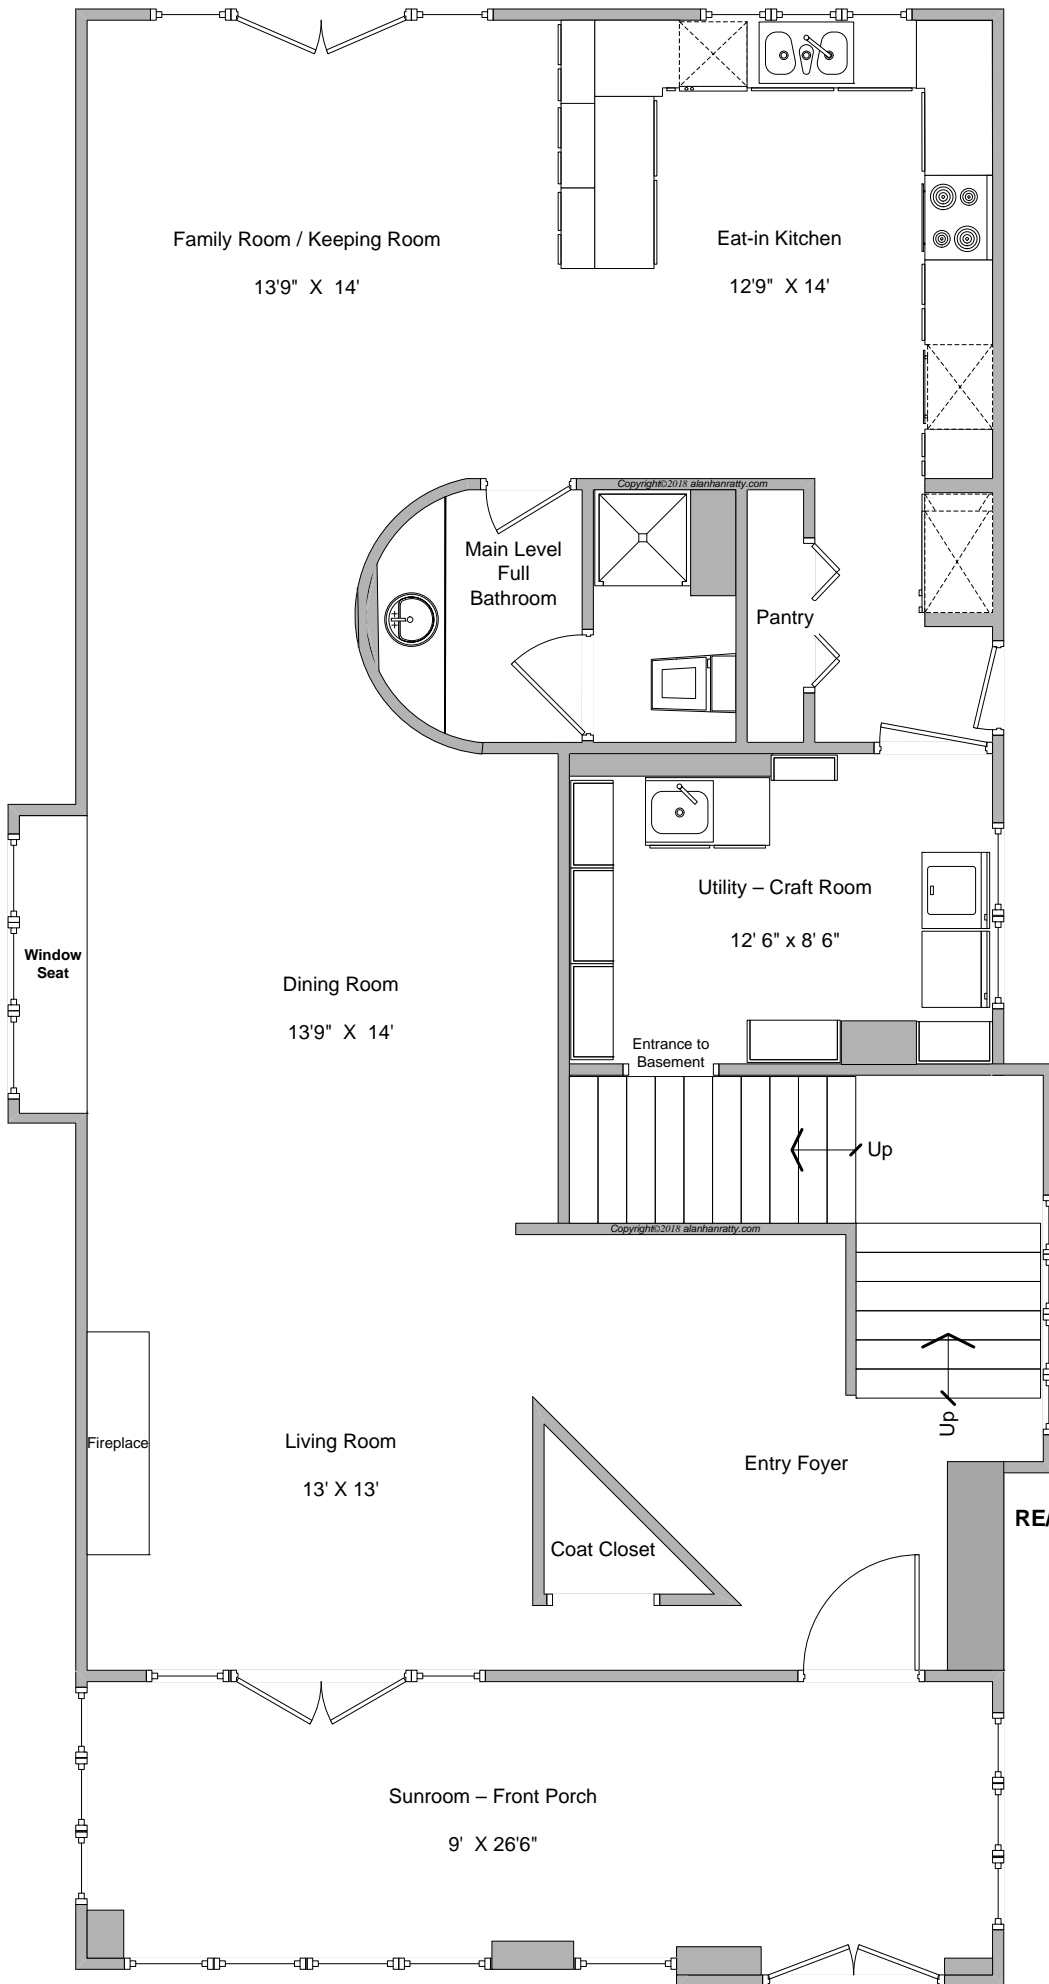 Family Room / Keeping Room
13'9" X 14'
Eat-in Kitchen
12'9" X 14'
Copyright©2018 alanhanratty.com
Main Level
Full
Bathroom
Pantry
Utility – Craft Room
12' 6" x 8' 6"
Window
Seat
Dining Room
13'9" X 14'
Entrance to
Basement
Up
Copyright©2018 alanhanratty.com
Up
Fireplace
Living Room
13' X 13'
Entry Foyer
Coat Closet
Sunroom – Front Porch
9' X 26'6"